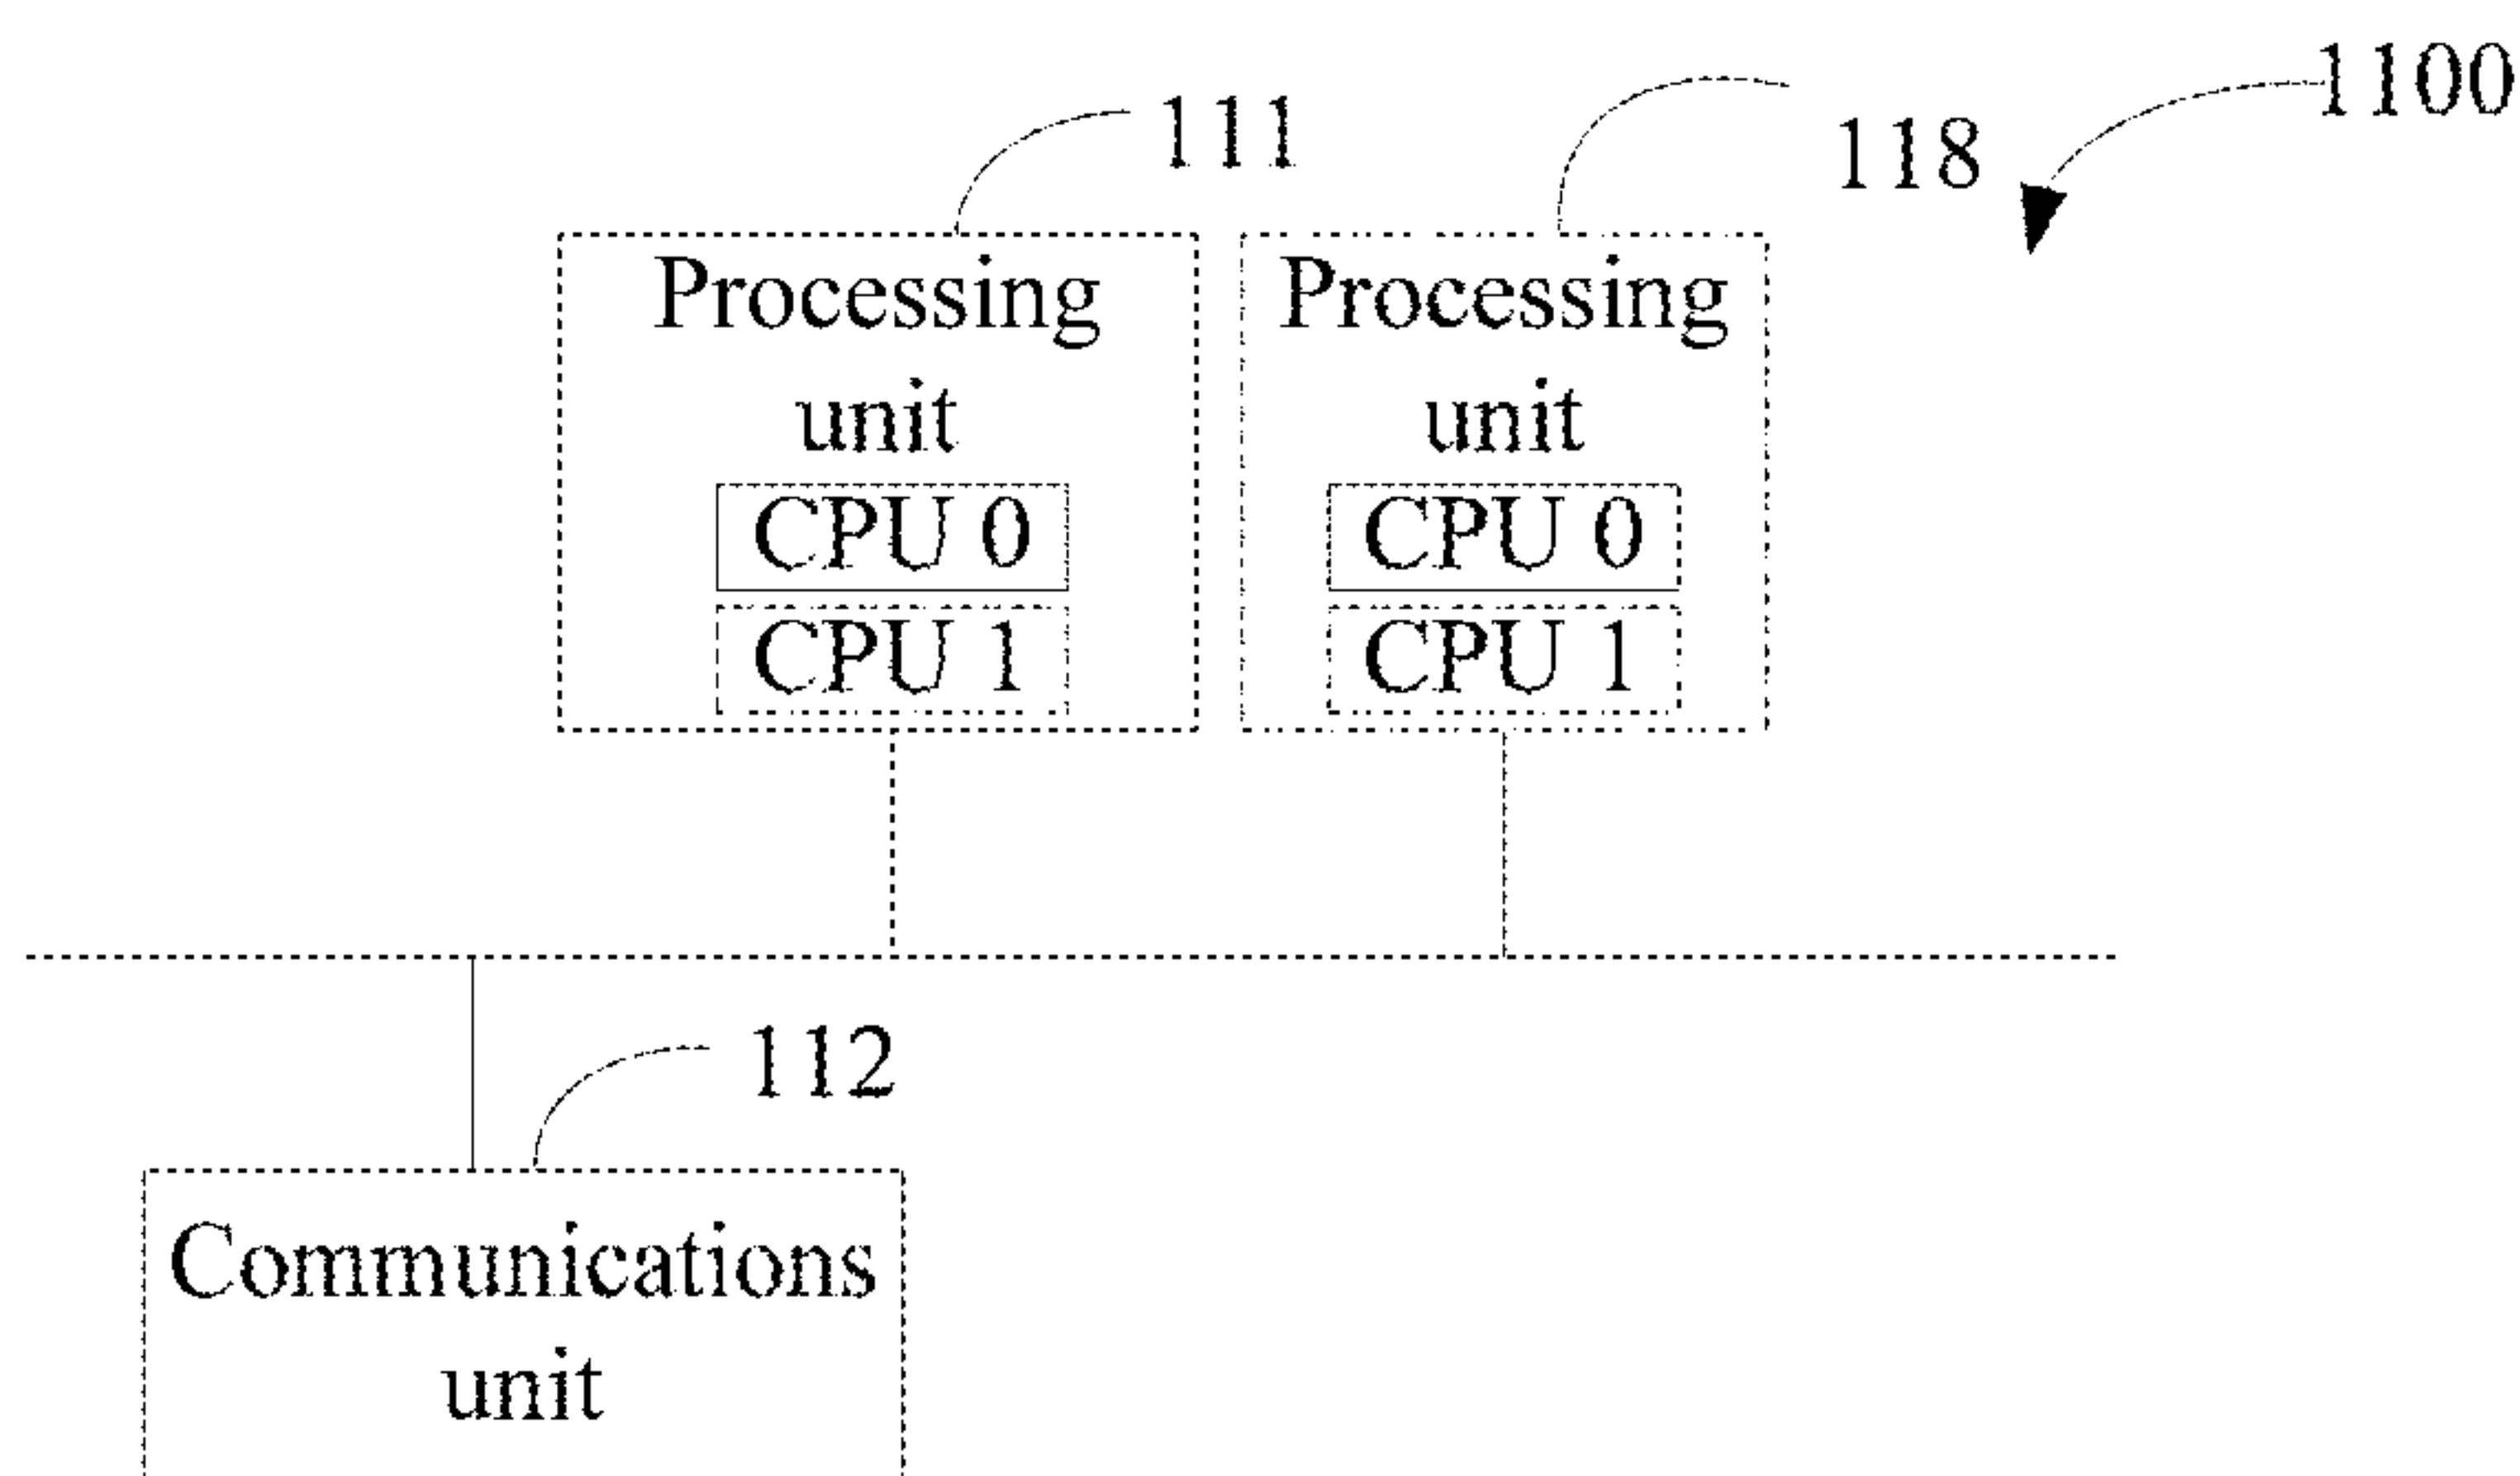 1100
111
118
Processing
unit
CPU 0
CPU 1
Processing
unit
CPU 0
CPU 1
112
Communications
unit